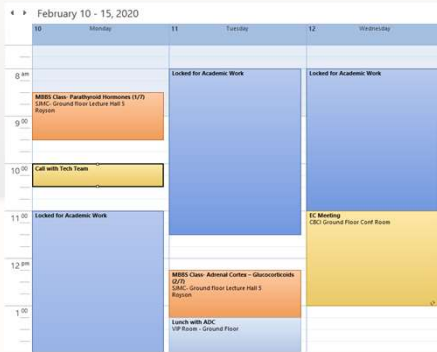 February 10 - 15, 2020
10 Monday
11 Tuesday
12 Wednesday
8 am
9 00
10 00
11 00
12 pm
1 00
MBBS Class- Parathyroid Hormones (1/7)
SJMC- Ground floor Lecture Hall 5
Royson
Call with Tech Team
Locked for Academic Work
Locked for Academic Work
MBBS Class- Adrenal Cortex – Glucocorticoids
(2/7)
SJMC- Ground floor Lecture Hall 5
Royson
Lunch with ADC
VIP Room - Ground Floor
Locked for Academic Work
EC Meeting
CBCI Ground Floor Conf Room